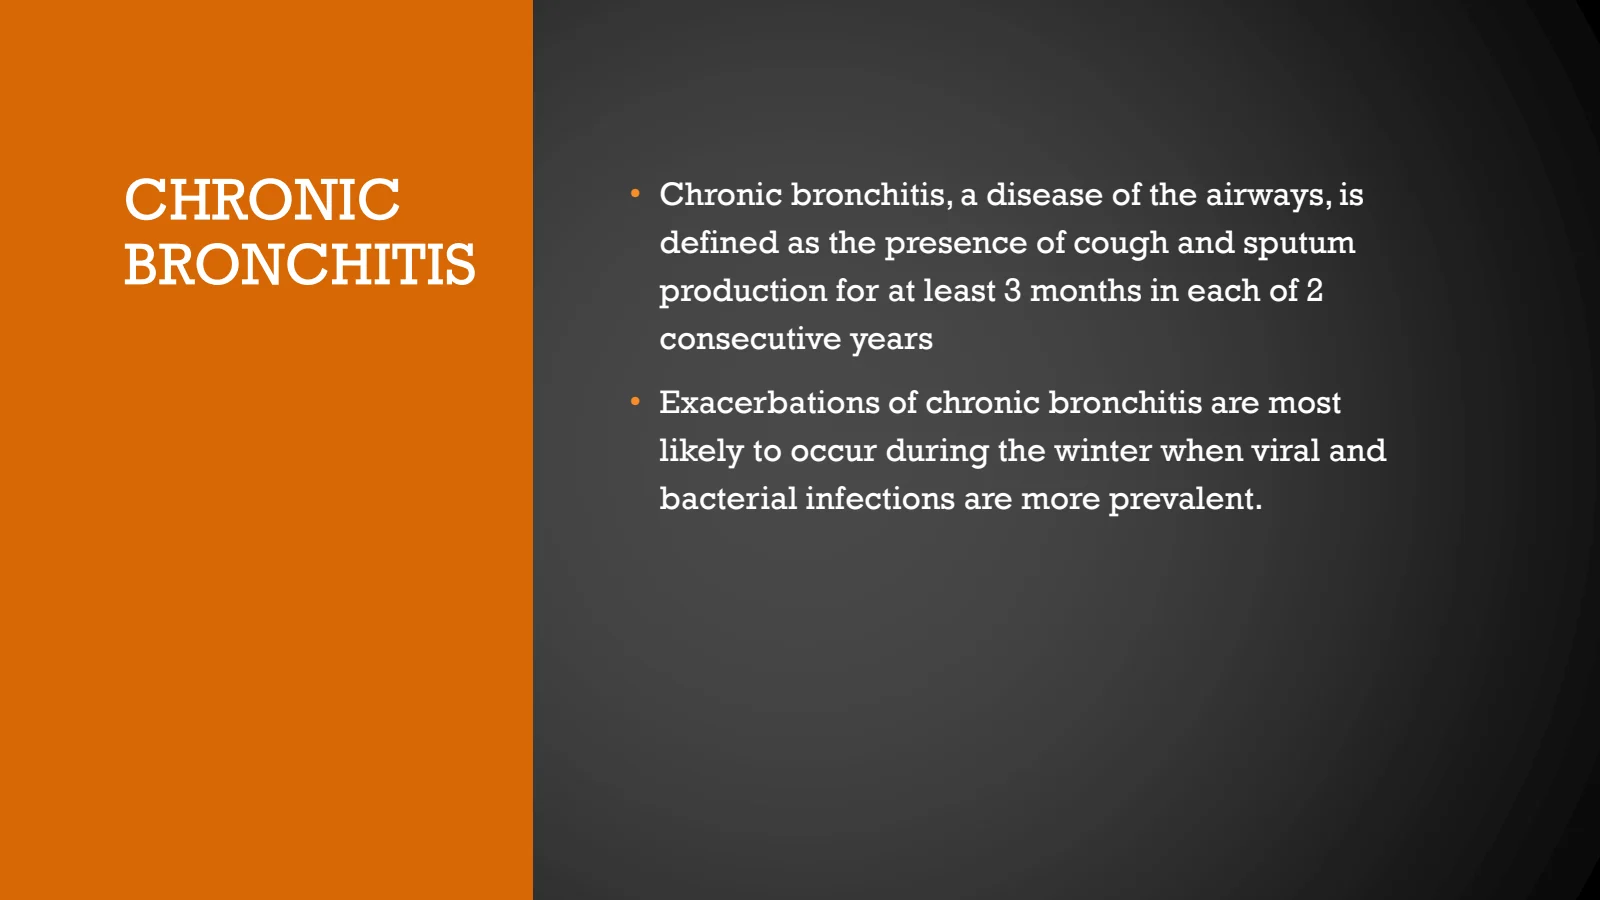 CHRONIC
BRONCHITIS
• Chronic bronchitis, a disease of the airways, is
defined as the presence of cough and sputum
production for at least 3 months in each of 2
consecutive years
• Exacerbations of chronic bronchitis are most
likely to occur during the winter when viral and
bacterial infections are more prevalent.